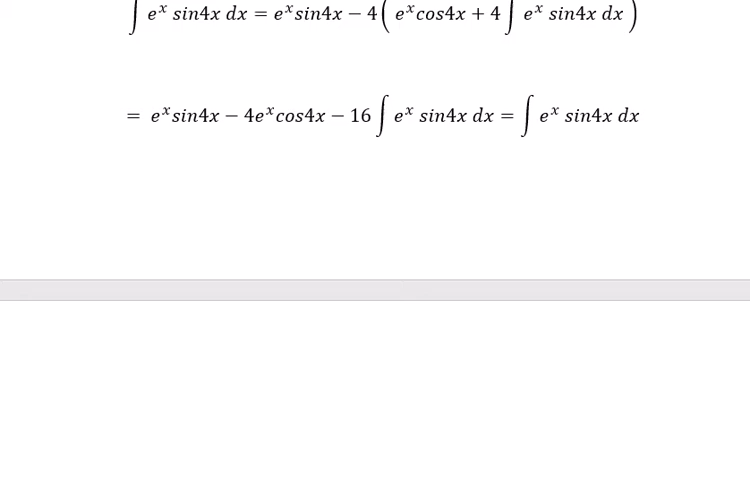 ∫ eˣ sin4x dx = eˣsin4x − 4( eˣcos4x + 4 ∫ eˣ sin4x dx )
= eˣsin4x − 4eˣcos4x − 16 ∫ eˣ sin4x dx = ∫ eˣ sin4x dx